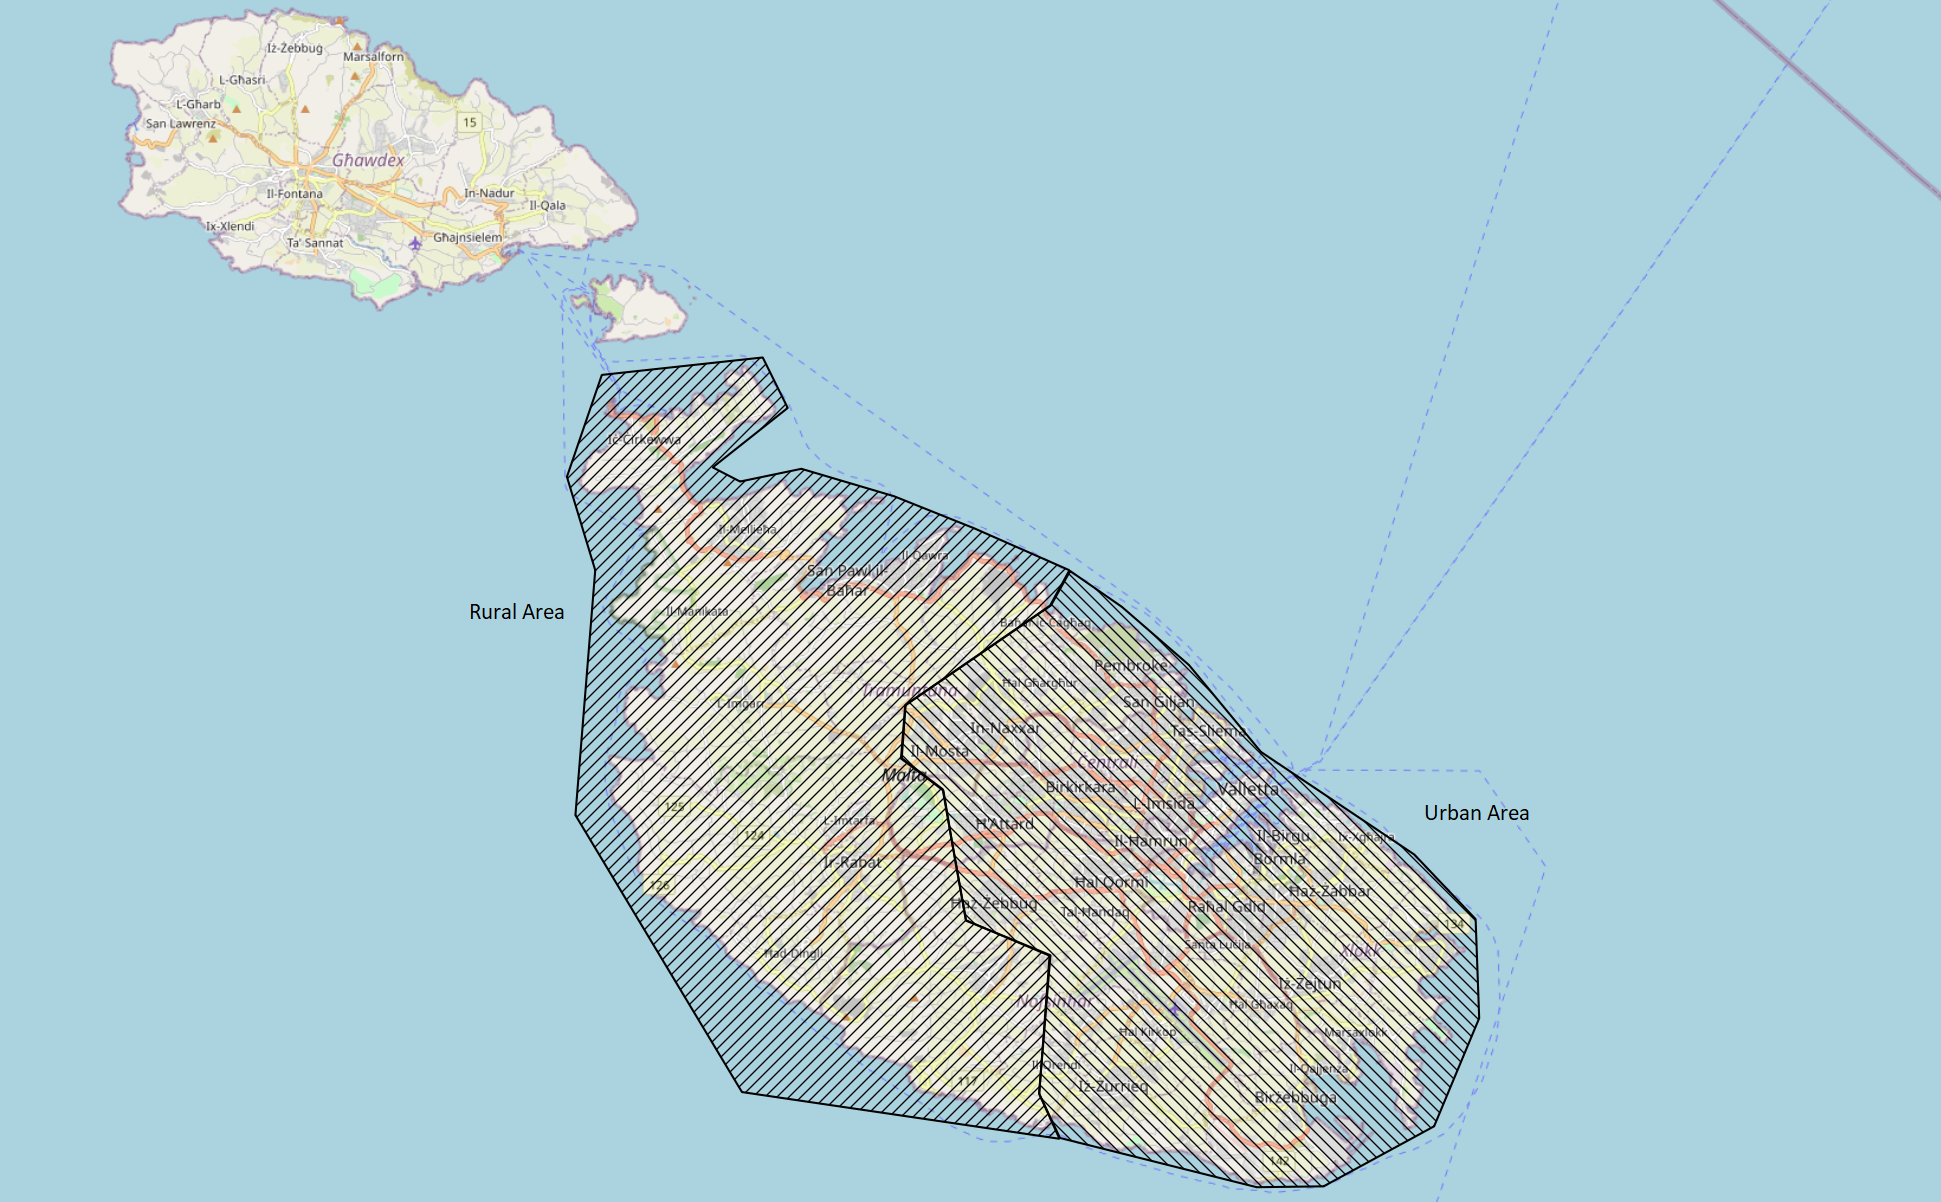 Iż-Żebbuġ
Marsalforn
L-Għasri
L-Għarb
San Lawrenz
15
Għawdex
Il-Fontana
In-Nadur
Il-Qala
Ix-Xlendi
Ta' Sannat
Għajnsielem
Iċ-Ċirkewwa
Il-Mellieħa
Il-Qawra
San Pawl il-
Baħar
Rural Area
Il-Manikata
Baħar iċ-Ċagħaq
Pembroke
Tramuntana
Ħal Għargħur
L-Imġarr
San Ġiljan
In-Naxxar
Tas-Sliema
Il-Mosta
Ċentrali
Malta
Birkirkara
Valletta
L-Imsida
125
Urban Area
L-Imtarfa
Ħ'Attard
124
Il-Ħamrun
Il-Birgu
Ix-Xgħajra
Bormla
Ir-Rabat
126
Ħal Qormi
Ħaż-Żabbar
Ħaż-Żebbuġ
Tal-Ħandaq
Raħal Ġdid
134
Santa Luċija
Ħad-Dingli
Xlokk
Iż-Żejtun
Nofsinhar
Ħal Għaxaq
Ħal Kirkop
Marsaxlokk
Il-Qrendi
Il-Qajjenza
117
Iż-Żurrieq
Birżebbuġa
142